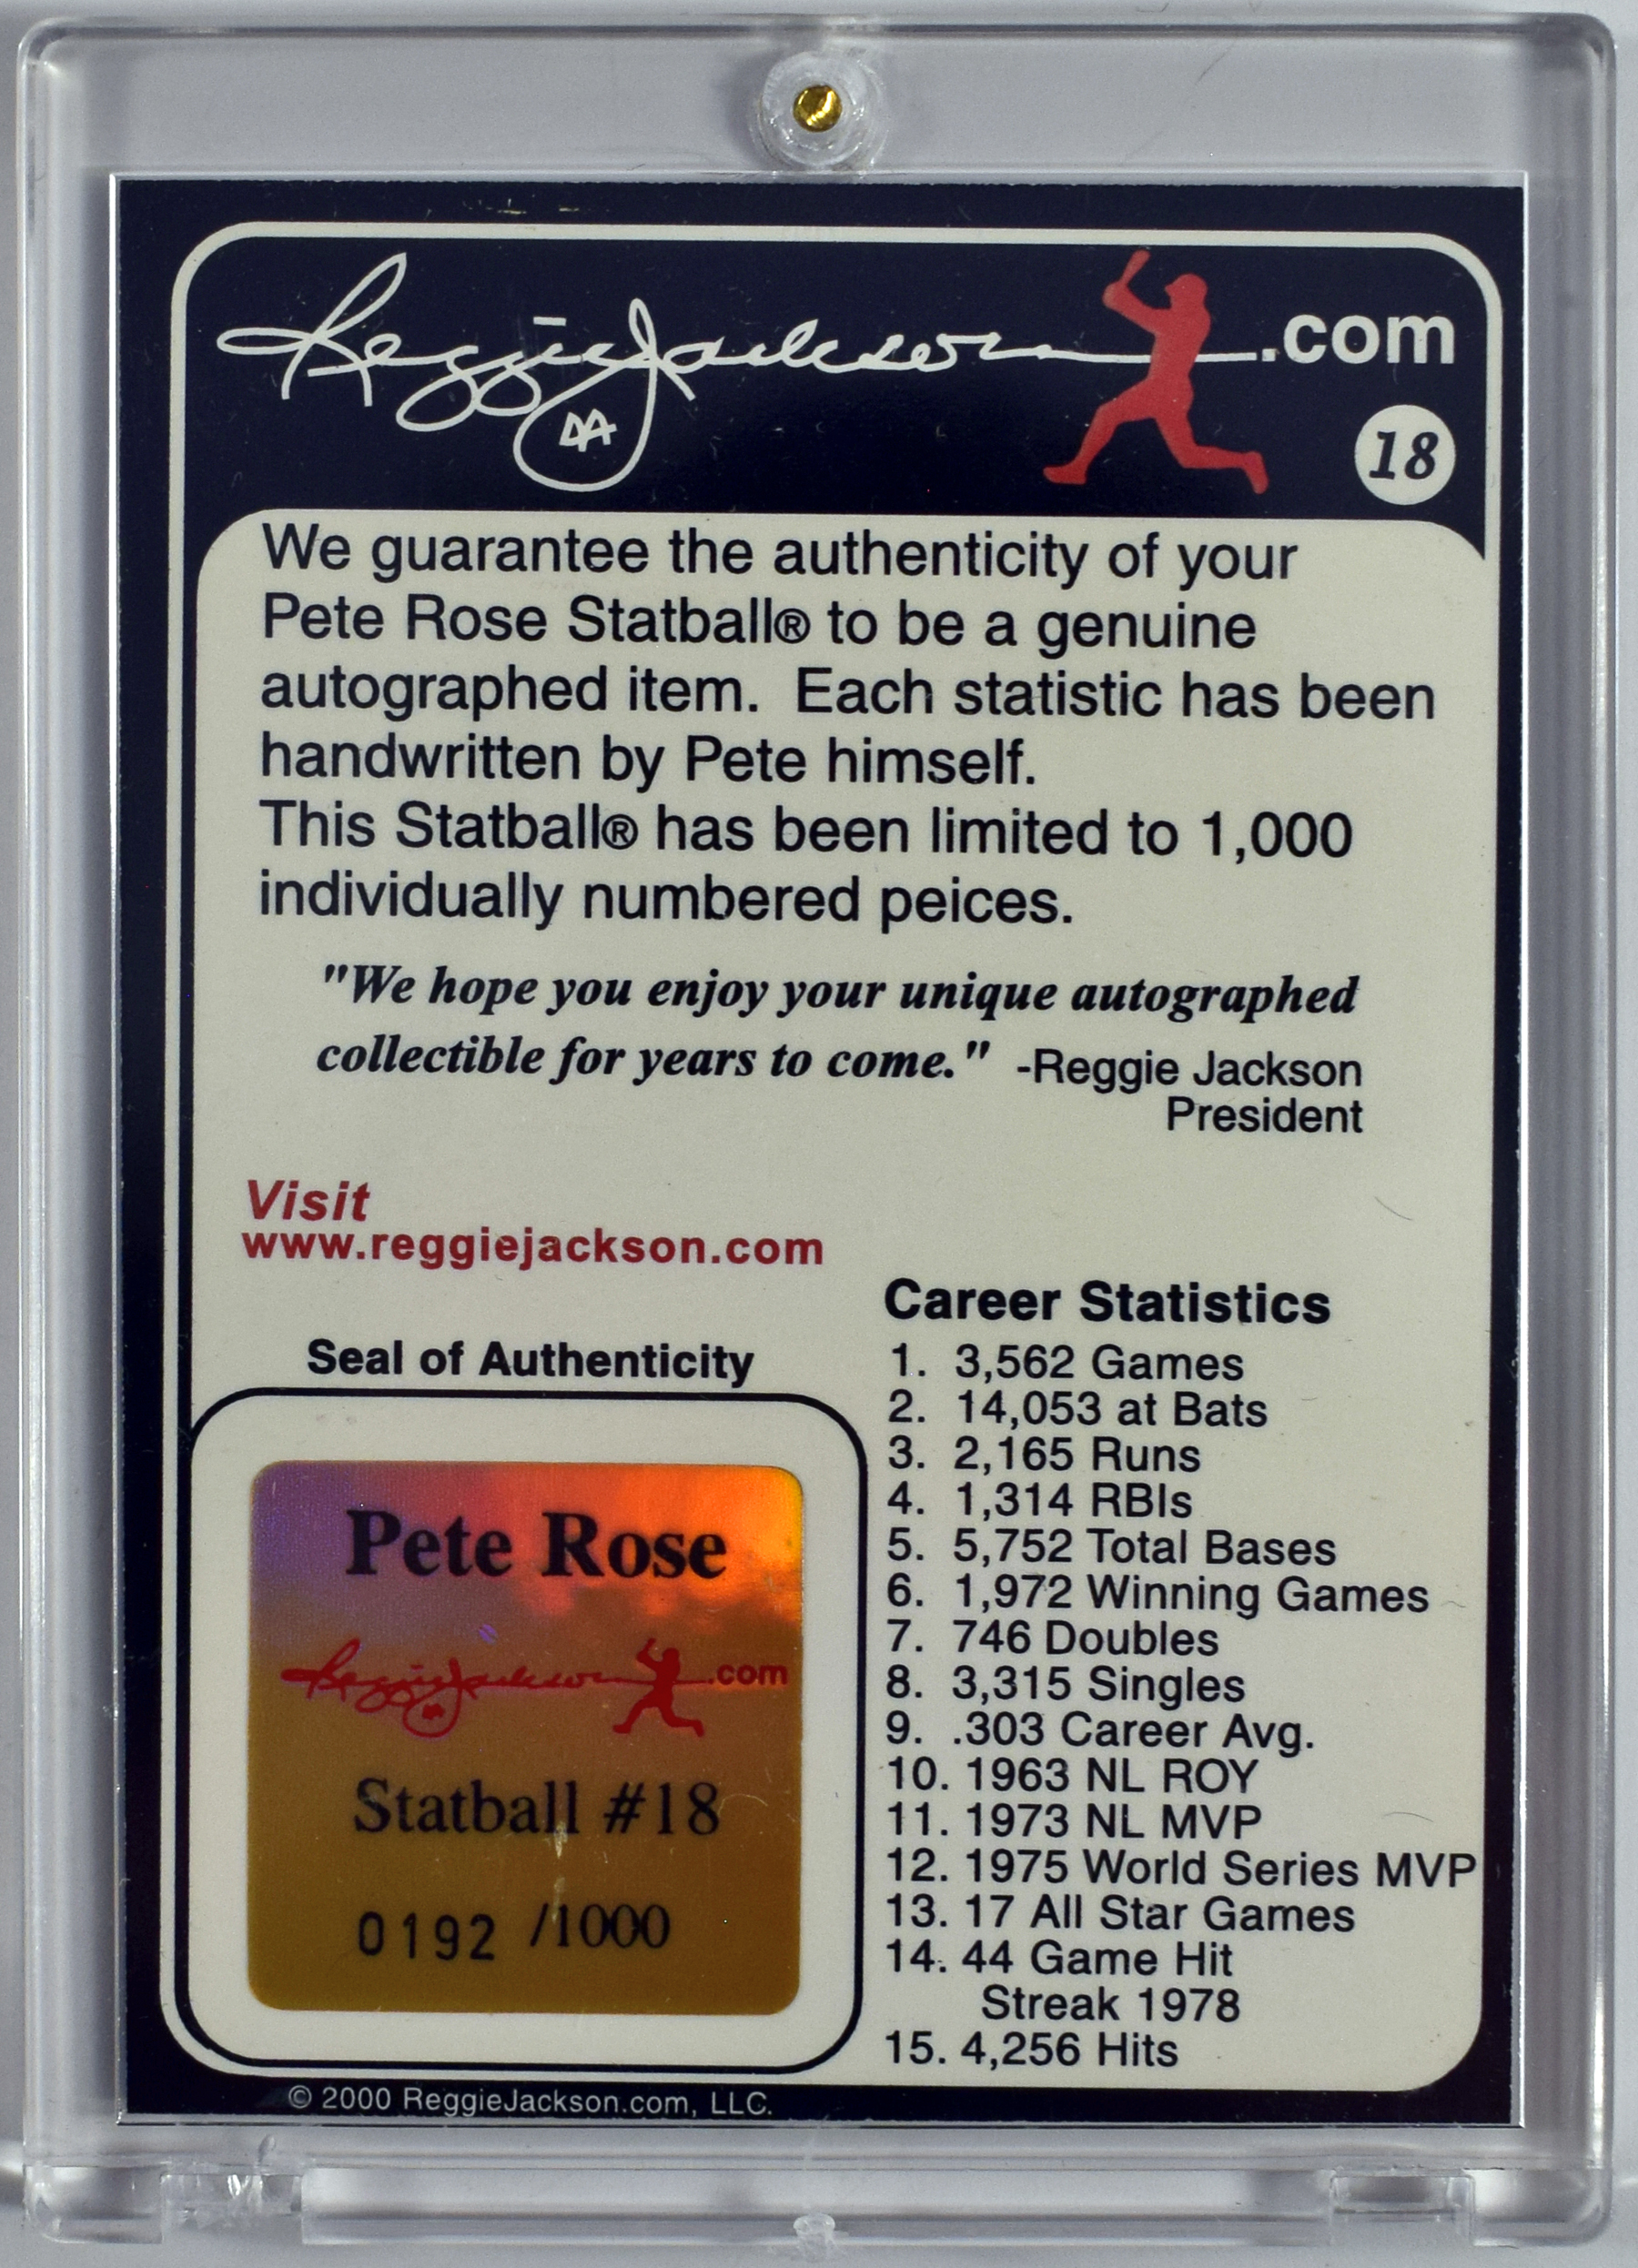 Reggie Jackson .com
44
18
We guarantee the authenticity of your
Pete Rose Statball® to be a genuine
autographed item. Each statistic has been
handwritten by Pete himself.
This Statball® has been limited to 1,000
individually numbered peices.
"We hope you enjoy your unique autographed
collectible for years to come." -Reggie Jackson
President
Visit
www.reggiejackson.com
Seal of Authenticity
Pete Rose
Reggie Jackson .com
44
Statball #18
0192 /1000
Career Statistics
1. 3,562 Games
2. 14,053 at Bats
3. 2,165 Runs
4. 1,314 RBIs
5. 5,752 Total Bases
6. 1,972 Winning Games
7. 746 Doubles
8. 3,315 Singles
9. .303 Career Avg.
10. 1963 NL ROY
11. 1973 NL MVP
12. 1975 World Series MVP
13. 17 All Star Games
14. 44 Game Hit
Streak 1978
15. 4,256 Hits
© 2000 ReggieJackson.com, LLC.